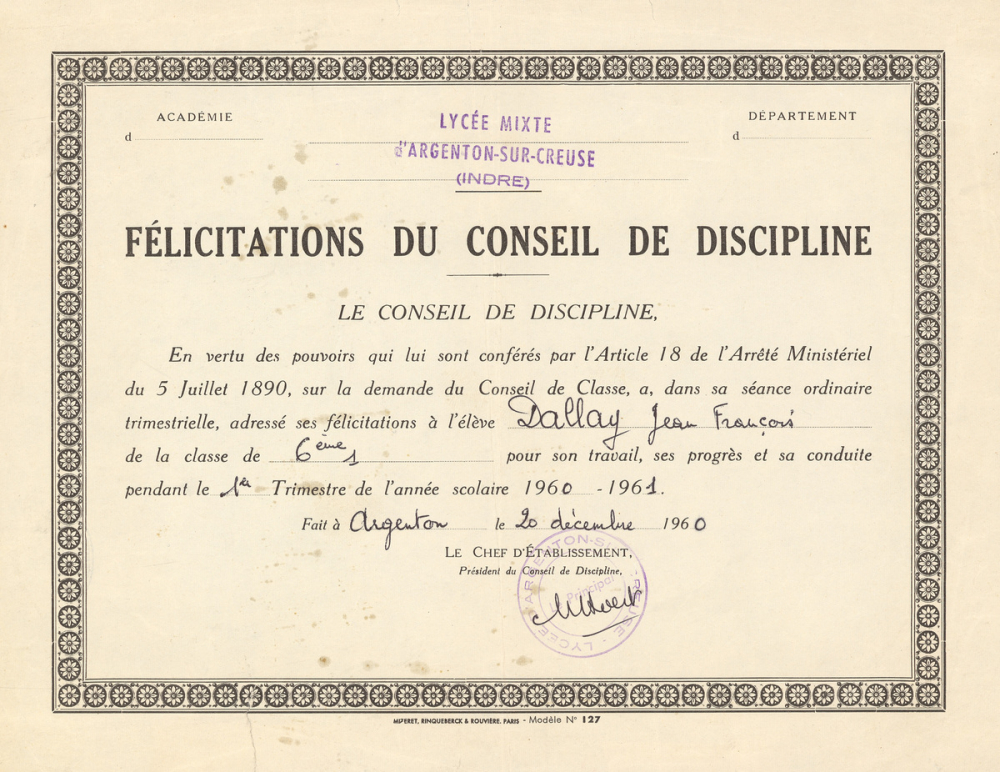 ACADÉMIE
d
LYCÉE MIXTE
d'ARGENTON-SUR-CREUSE
(INDRE)
DÉPARTEMENT
d
FÉLICITATIONS DU CONSEIL DE DISCIPLINE
LE CONSEIL DE DISCIPLINE,
En vertu des pouvoirs qui lui sont conférés par l'Article 18 de l'Arrêté Ministériel
du 5 Juillet 1890, sur la demande du Conseil de Classe, a, dans sa séance ordinaire
trimestrielle, adressé ses félicitations à l'élève Dallay Jean François
de la classe de 6ème 1 pour son travail, ses progrès et sa conduite
pendant le 1er Trimestre de l'année scolaire 1960 - 1961.
Fait à Argenton le 20 décembre 1960
LE CHEF D'ÉTABLISSEMENT,
Président du Conseil de Discipline,
LYCÉE ARGENTON-SUR-CREUSE
Principal
RINQUEBERCK & ROUVIÈRE, PARIS - Modèle N° 127